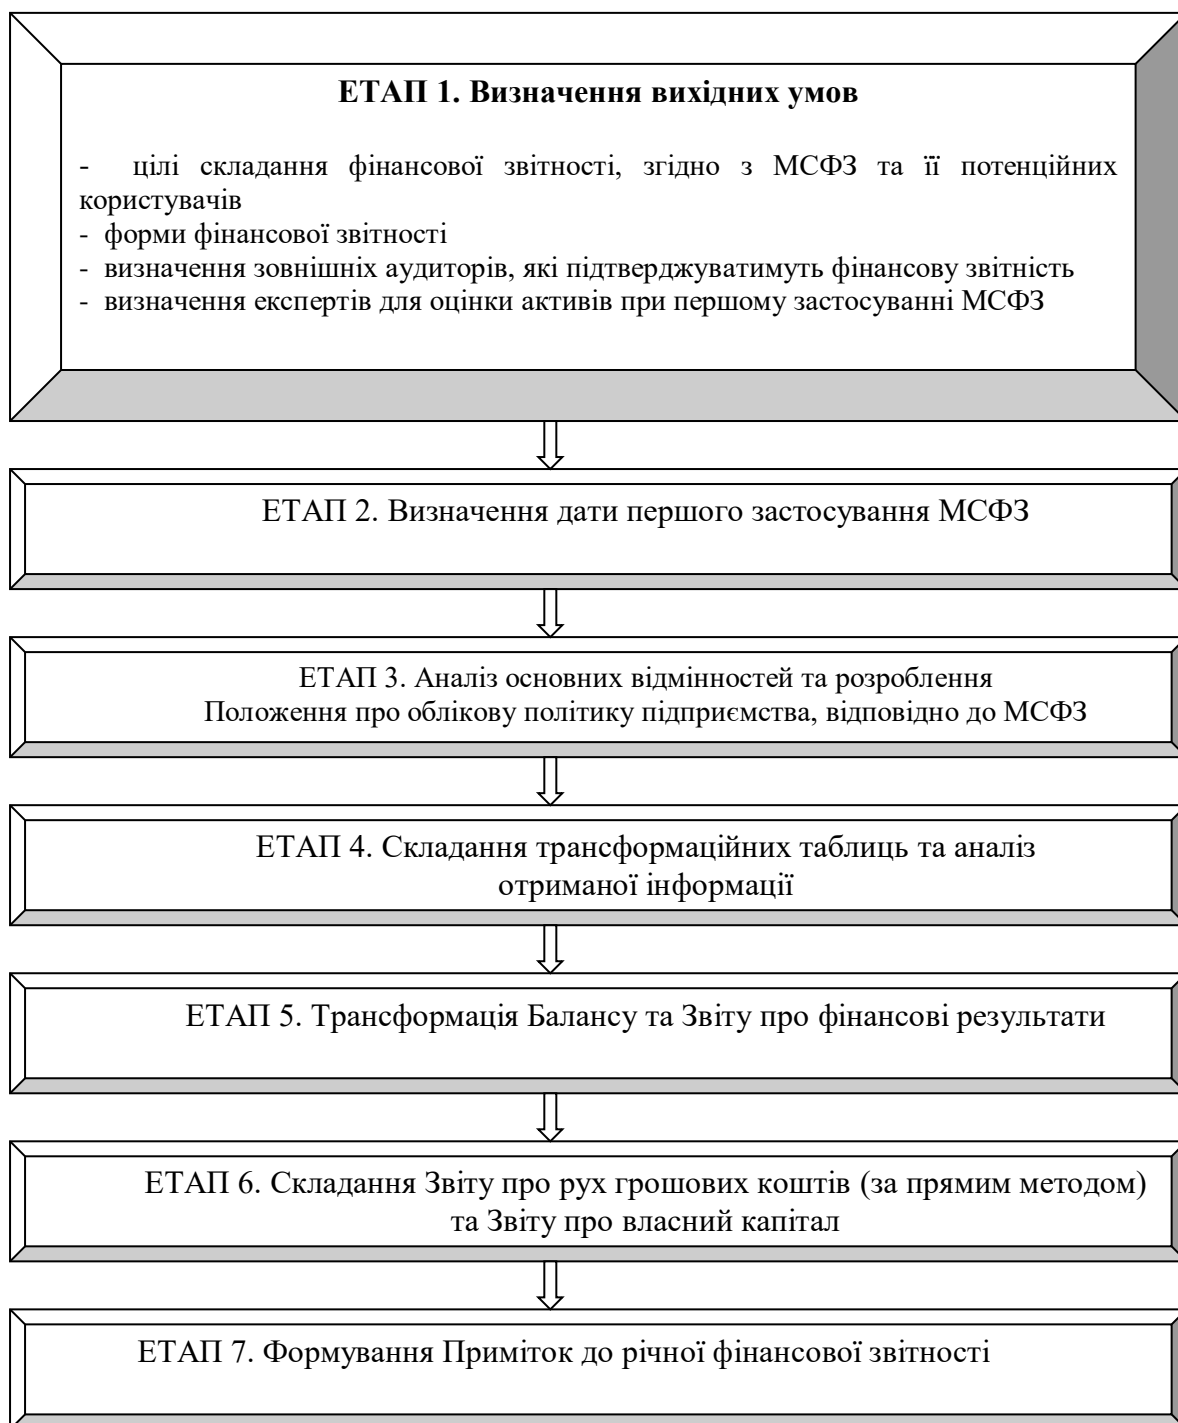 ЕТАП 1. Визначення вихідних умов
- цілі складання фінансової звітності, згідно з МСФЗ та її потенційних
користувачів
- форми фінансової звітності
- визначення зовнішніх аудиторів, які підтверджуватимуть фінансову звітність
- визначення експертів для оцінки активів при першому застосуванні МСФЗ
ЕТАП 2. Визначення дати першого застосування МСФЗ
ЕТАП 3. Аналіз основних відмінностей та розроблення
Положення про облікову політику підприємства, відповідно до МСФЗ
ЕТАП 4. Складання трансформаційних таблиць та аналіз
отриманої інформації
ЕТАП 5. Трансформація Балансу та Звіту про фінансові результати
ЕТАП 6. Складання Звіту про рух грошових коштів (за прямим методом)
та Звіту про власний капітал
ЕТАП 7. Формування Приміток до річної фінансової звітності